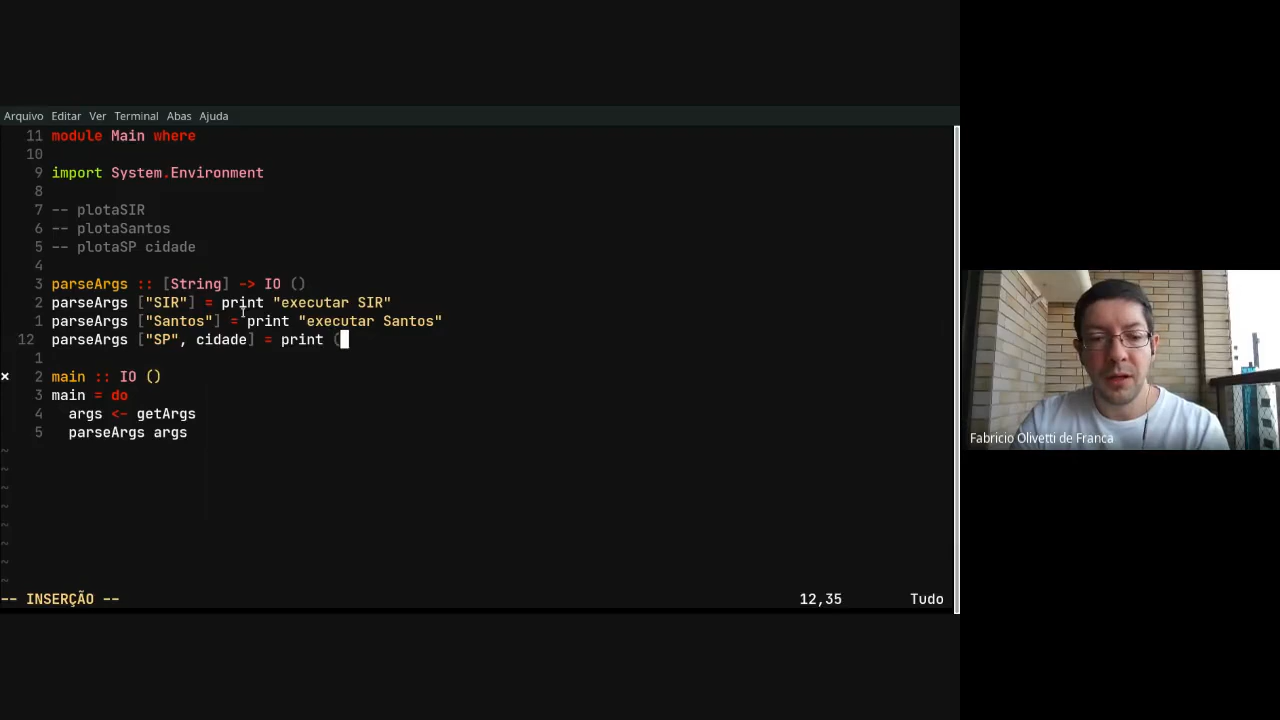 Arquivo Editar Ver Terminal Abas Ajuda
11 module Main where
10
9 import System.Environment
8
7 -- plotaSIR
6 -- plotaSantos
5 -- plotaSP cidade
4
3 parseArgs :: [String] -> IO ()
2 parseArgs ["SIR"] = print "executar SIR"
1 parseArgs ["Santos"] = print "executar Santos"
12 parseArgs ["SP", cidade] = print (
1
× 2 main :: IO ()
3 main = do
4 args <- getArgs
5 parseArgs args
~
~
~
~
~
~
~
~
-- INSERÇÃO -- 12,35 Tudo
Fabricio Olivetti de Franca